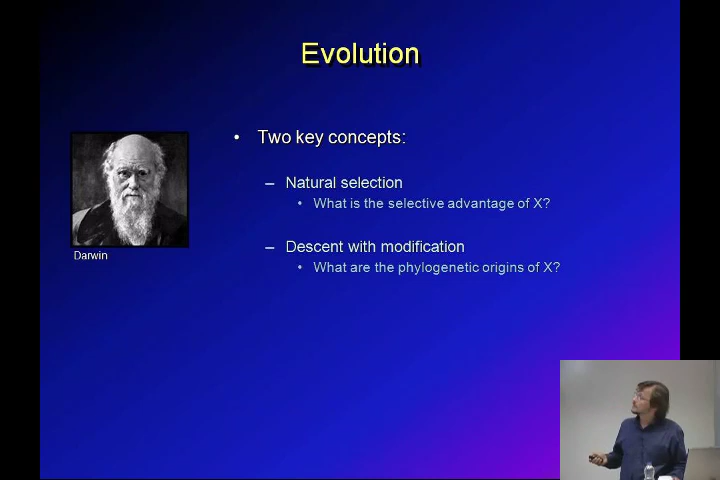 Evolution
• Two key concepts:
– Natural selection
• What is the selective advantage of X?
– Descent with modification
• What are the phylogenetic origins of X?
Darwin